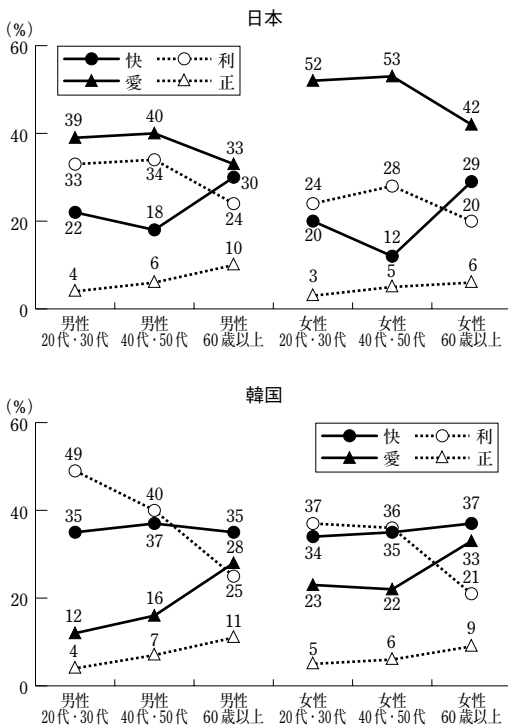 日本
(%)
60
40
20
0
快 利
愛 正
39 40 33
33 34 30
22 18 24
4 6 10
52 53 42
24 28 29
20 12 20
3 5 6
男性 男性 男性 女性 女性 女性
20代・30代 40代・50代 60歳以上 20代・30代 40代・50代 60歳以上
韓国
(%)
60
40
20
0
快 利
愛 正
49 40 35
35 37 28
12 16 25
4 7 11
37 36 37
34 35 33
23 22 21
5 6 9
男性 男性 男性 女性 女性 女性
20代・30代 40代・50代 60歳以上 20代・30代 40代・50代 60歳以上